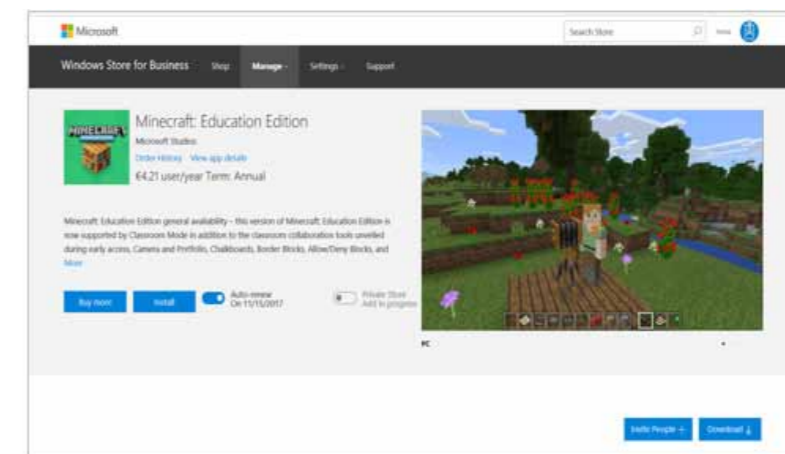 Microsoft
Search Store
Windows Store for Business Shop Manage Settings Support
MINECRAFT
Minecraft: Education Edition
Microsoft Studios
Order History View app details
€4.21 user/year Term: Annual
Minecraft: Education Edition general availability – this version of Minecraft: Education Edition is
now supported by Classroom Mode in addition to the classroom collaboration tools unveiled
during early access, Camera and Portfolio, Chalkboards, Border Blocks, Allow/Deny Blocks, and
More
Buy more
Install
Auto-renew
On 11/15/2017
Private Store
Add in progress
PC
Invite People +
Download ↓